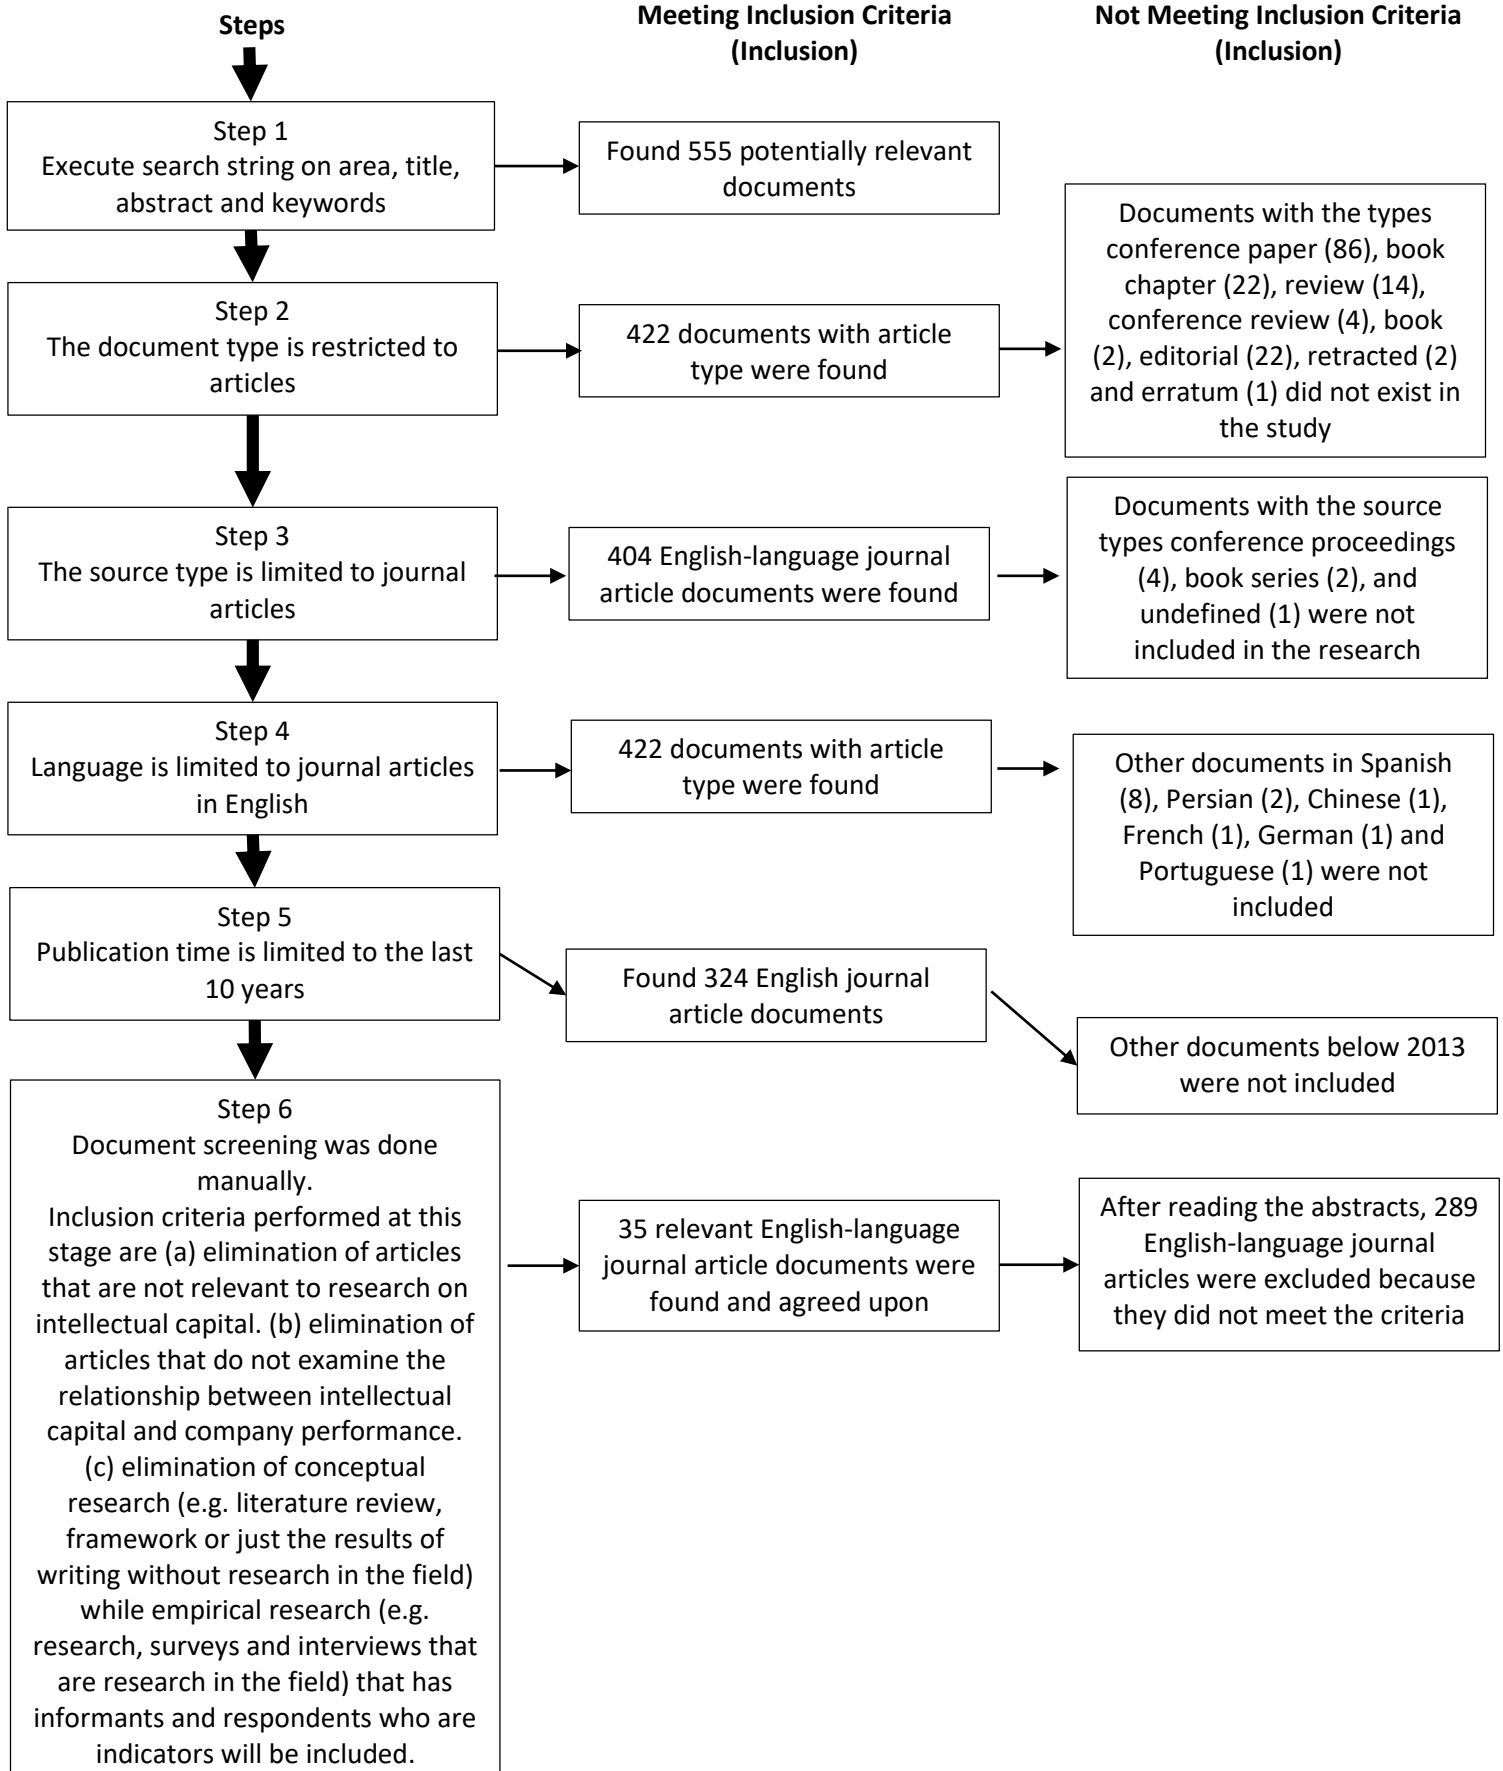 Steps
Meeting Inclusion Criteria
(Inclusion)
Not Meeting Inclusion Criteria
(Inclusion)
Step 1
Execute search string on area, title,
abstract and keywords
Found 555 potentially relevant
documents
Step 2
The document type is restricted to
articles
422 documents with article
type were found
Documents with the types
conference paper (86), book
chapter (22), review (14),
conference review (4), book
(2), editorial (22), retracted (2)
and erratum (1) did not exist in
the study
Step 3
The source type is limited to journal
articles
404 English-language journal
article documents were found
Documents with the source
types conference proceedings
(4), book series (2), and
undefined (1) were not
included in the research
Step 4
Language is limited to journal articles
in English
422 documents with article
type were found
Other documents in Spanish
(8), Persian (2), Chinese (1),
French (1), German (1) and
Portuguese (1) were not
included
Step 5
Publication time is limited to the last
10 years
Found 324 English journal
article documents
Other documents below 2013
were not included
Step 6
Document screening was done
manually.
Inclusion criteria performed at this
stage are (a) elimination of articles
that are not relevant to research on
intellectual capital. (b) elimination of
articles that do not examine the
relationship between intellectual
capital and company performance.
(c) elimination of conceptual
research (e.g. literature review,
framework or just the results of
writing without research in the field)
while empirical research (e.g.
research, surveys and interviews that
are research in the field) that has
informants and respondents who are
indicators will be included.
35 relevant English-language
journal article documents were
found and agreed upon
After reading the abstracts, 289
English-language journal
articles were excluded because
they did not meet the criteria